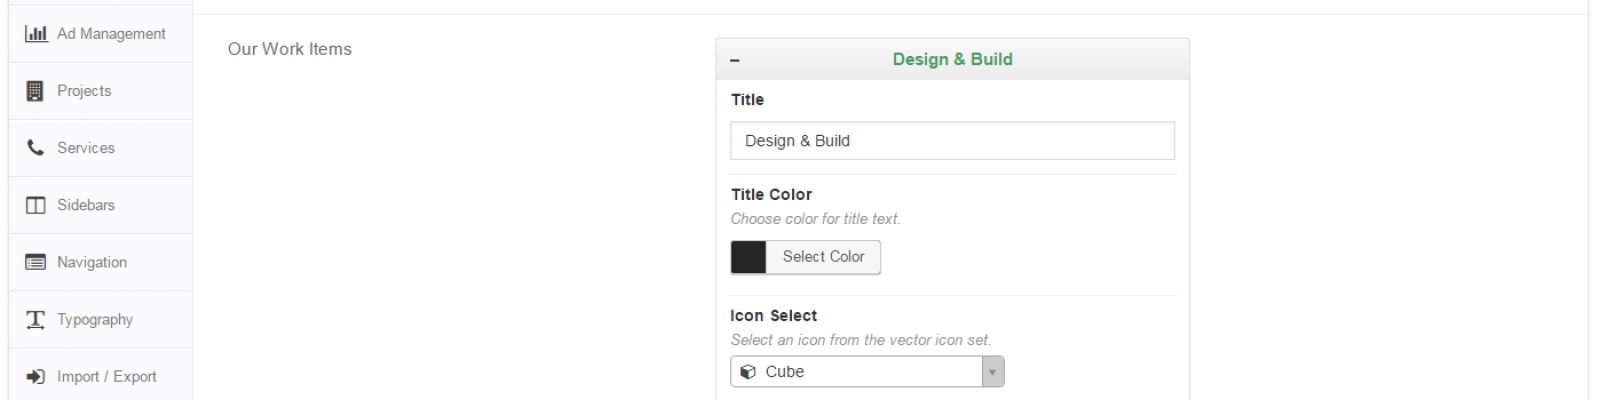 Ad Management
Projects
Services
Sidebars
Navigation
Typography
Import / Export
Our Work Items
Design & Build
Title
Design & Build
Title Color
Choose color for title text.
Select Color
Icon Select
Select an icon from the vector icon set.
Cube